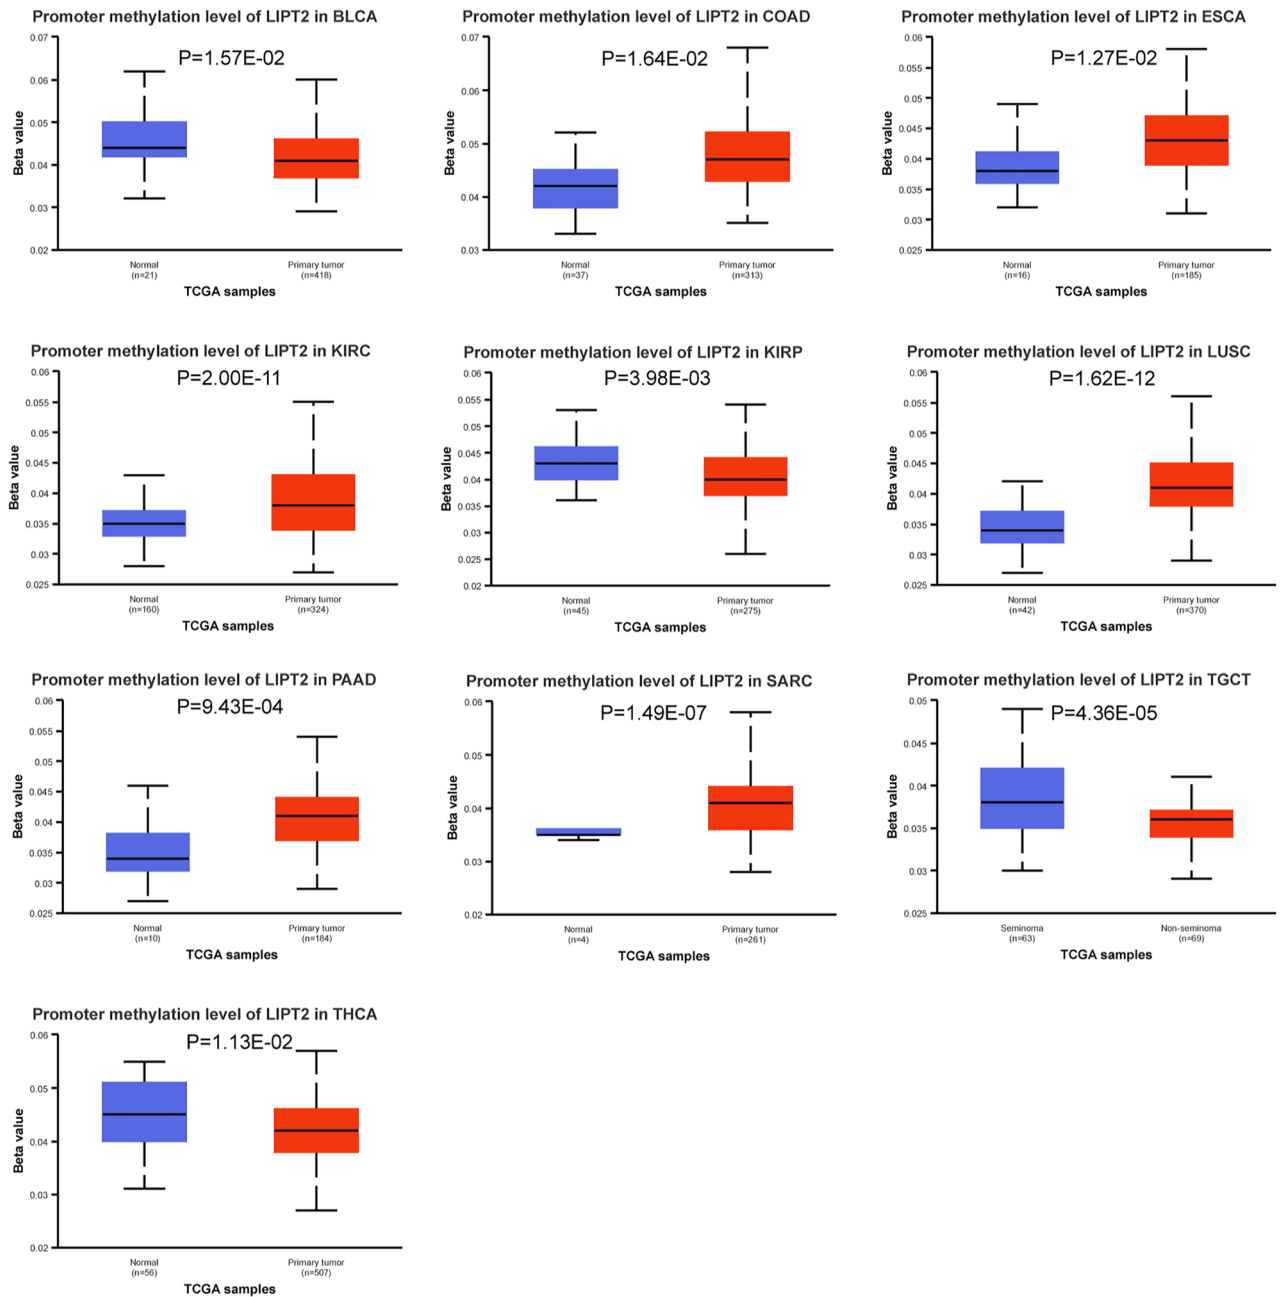 Promoter methylation level of LIPT2 in BLCA
P=1.57E-02
0.07
0.06
0.05
0.04
0.03
0.02
Beta value
Normal
(n=21)
Primary tumor
(n=418)
TCGA samples
Promoter methylation level of LIPT2 in COAD
P=1.64E-02
0.07
0.06
0.05
0.04
0.03
Beta value
Normal
(n=37)
Primary tumor
(n=313)
TCGA samples
Promoter methylation level of LIPT2 in ESCA
P=1.27E-02
0.06
0.055
0.05
0.045
0.04
0.035
0.03
0.025
Beta value
Normal
(n=16)
Primary tumor
(n=185)
TCGA samples
Promoter methylation level of LIPT2 in KIRC
P=2.00E-11
0.06
0.055
0.05
0.045
0.04
0.035
0.03
0.025
Beta value
Normal
(n=160)
Primary tumor
(n=324)
TCGA samples
Promoter methylation level of LIPT2 in KIRP
P=3.98E-03
0.06
0.055
0.05
0.045
0.04
0.035
0.03
0.025
0.02
Beta value
Normal
(n=45)
Primary tumor
(n=275)
TCGA samples
Promoter methylation level of LIPT2 in LUSC
P=1.62E-12
0.06
0.055
0.05
0.045
0.04
0.035
0.03
0.025
Beta value
Normal
(n=42)
Primary tumor
(n=370)
TCGA samples
Promoter methylation level of LIPT2 in PAAD
P=9.43E-04
0.06
0.055
0.05
0.045
0.04
0.035
0.03
0.025
Beta value
Normal
(n=10)
Primary tumor
(n=184)
TCGA samples
Promoter methylation level of LIPT2 in SARC
P=1.49E-07
0.06
0.05
0.04
0.03
0.02
Beta value
Normal
(n=4)
Primary tumor
(n=261)
TCGA samples
Promoter methylation level of LIPT2 in TGCT
P=4.36E-05
0.05
0.045
0.04
0.035
0.03
0.025
Beta value
Seminoma
(n=63)
Non-seminoma
(n=69)
TCGA samples
Promoter methylation level of LIPT2 in THCA
P=1.13E-02
0.06
0.05
0.04
0.03
0.02
Beta value
Normal
(n=56)
Primary tumor
(n=507)
TCGA samples